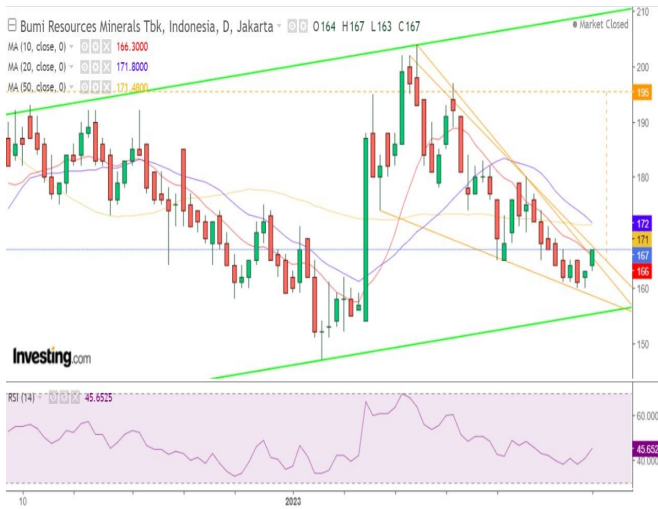 Bumi Resources Minerals Tbk, Indonesia, D, Jakarta O164 H167 L163 C167
Market Closed
MA (10, close, 0) 166.3000
MA (20, close, 0) 171.8000
MA (50, close, 0) 171.4800
210
200
195
190
180
172
171
167
166
160
150
Investing.com
RSI (14) 45.6525
60.000
45.652
40.000
10
2023